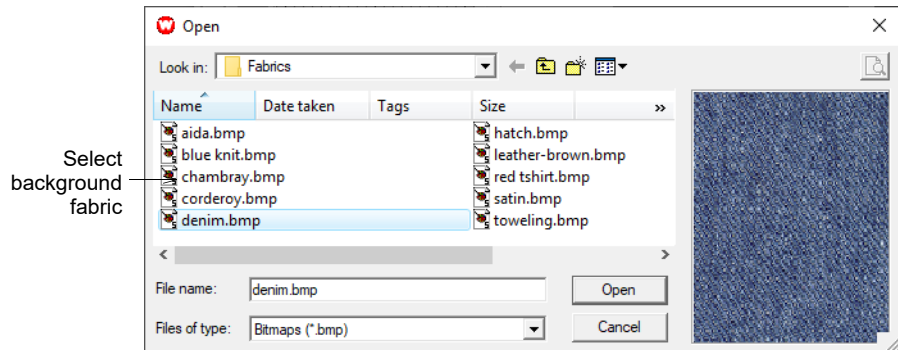 Open
Look in: Fabrics
Name Date taken Tags Size »
aida.bmp
blue knit.bmp
chambray.bmp
corderoy.bmp
denim.bmp
hatch.bmp
leather-brown.bmp
red tshirt.bmp
satin.bmp
toweling.bmp
Select
background
fabric
File name: denim.bmp Open
Files of type: Bitmaps (*.bmp) Cancel